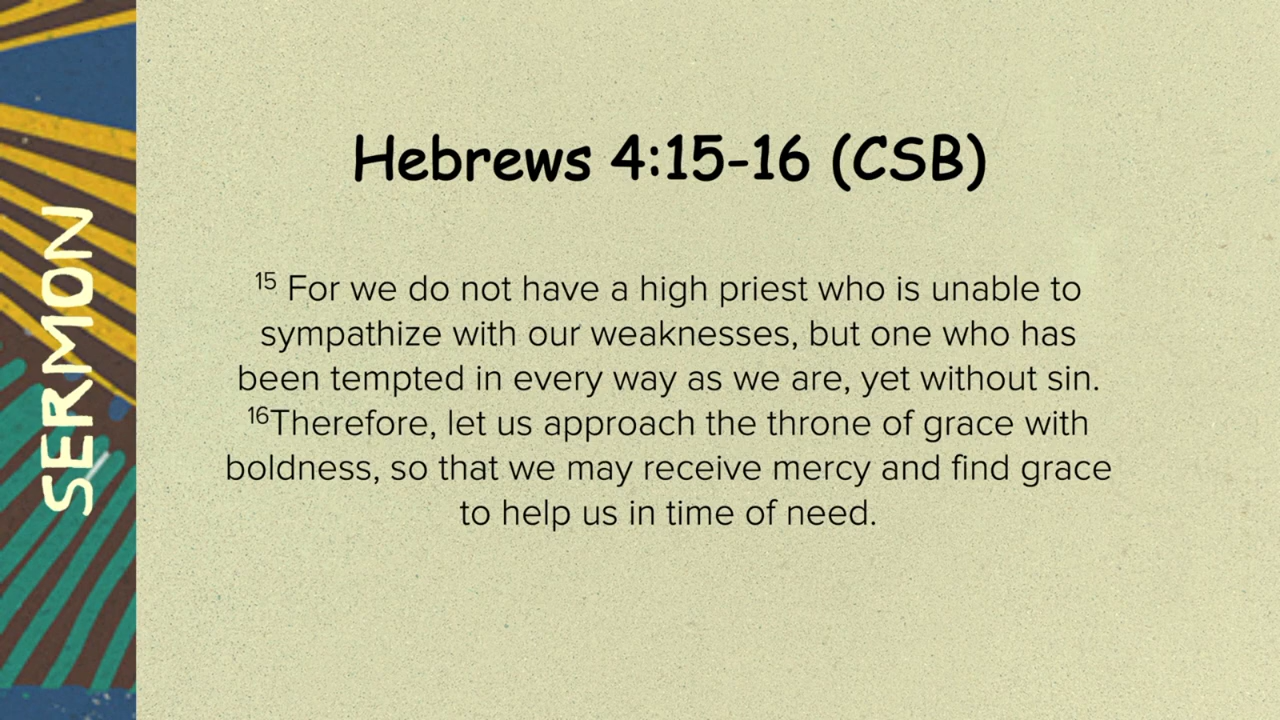 SERMON
Hebrews 4:15-16 (CSB)
15 For we do not have a high priest who is unable to
sympathize with our weaknesses, but one who has
been tempted in every way as we are, yet without sin.
16Therefore, let us approach the throne of grace with
boldness, so that we may receive mercy and find grace
to help us in time of need.